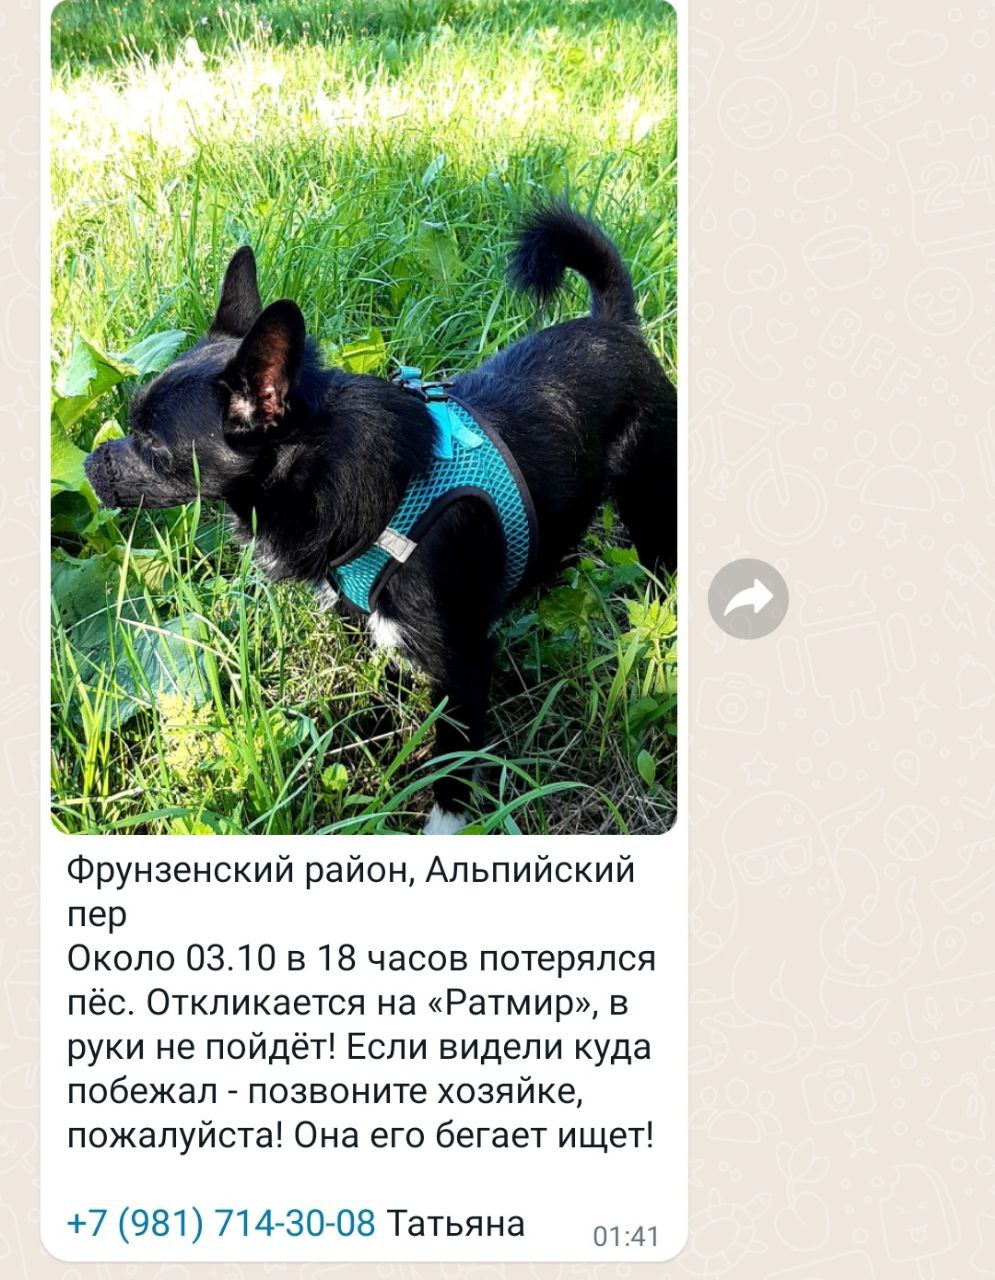 Фрунзенский район, Альпийский
пер
Около 03.10 в 18 часов потерялся
пёс. Откликается на «Ратмир», в
руки не пойдёт! Если видели куда
побежал - позвоните хозяйке,
пожалуйста! Она его бегает ищет!
+7 (981) 714-30-08 Татьяна
01:41